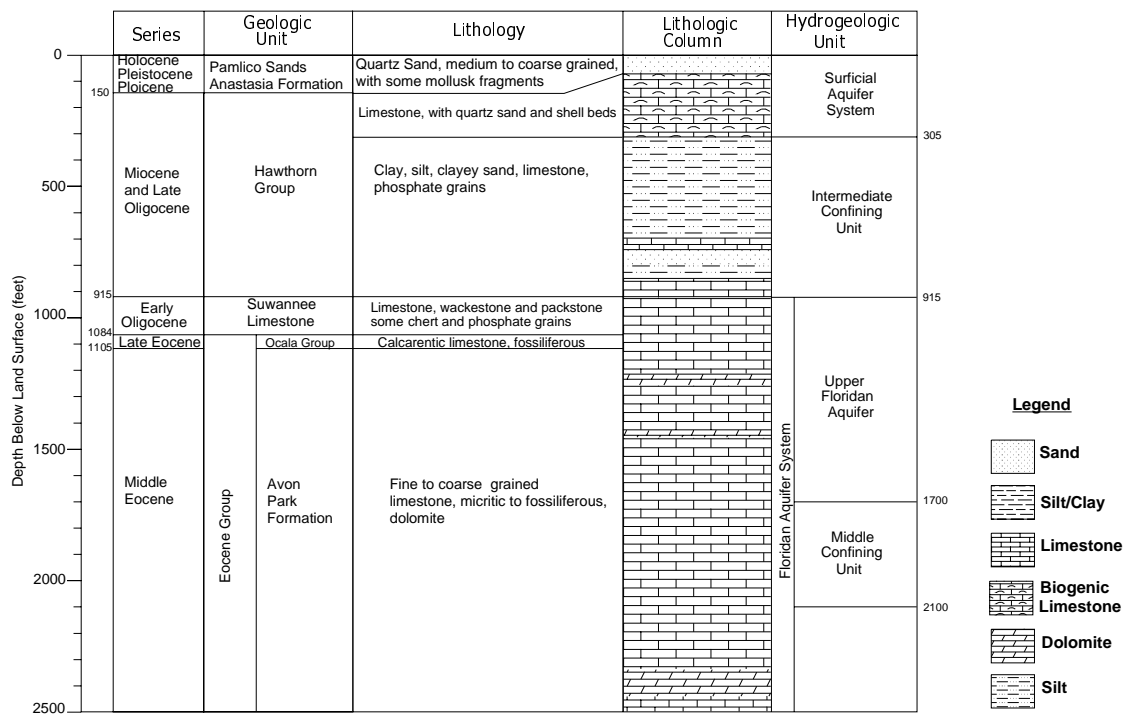 Series
Geologic
Unit
Lithology
Lithologic
Column
Hydrogeologic
Unit
Depth Below Land Surface (feet)
0
500
1000
1500
2000
2500
150
915
1084
1105
Holocene
Pleistocene
Ploicene
Pamlico Sands
Anastasia Formation
Quartz Sand, medium to coarse grained,
with some mollusk fragments
Limestone, with quartz sand and shell beds
Surficial
Aquifer
System
305
Miocene
and Late
Oligocene
Hawthorn
Group
Clay, silt, clayey sand, limestone,
phosphate grains
Intermediate
Confining
Unit
915
Early
Oligocene
Suwannee
Limestone
Limestone, wackestone and packstone
some chert and phosphate grains
Late Eocene
Ocala Group
Calcarentic limestone, fossiliferous
Upper
Floridan
Aquifer
Middle
Eocene
Eocene Group
Avon
Park
Formation
Fine to coarse grained
limestone, micritic to fossiliferous,
dolomite
Floridan Aquifer System
1700
Middle
Confining
Unit
2100
Legend
Sand
Silt/Clay
Limestone
Biogenic
Limestone
Dolomite
Silt